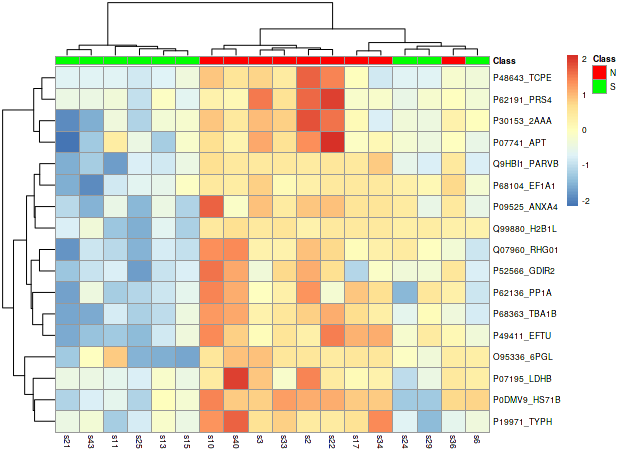 Class
P48643_TCPE
P62191_PRS4
P30153_2AAA
P07741_APT
Q9HBI1_PARVB
P68104_EF1A1
P09525_ANXA4
Q99880_H2B1L
Q07960_RHG01
P52566_GDIR2
P62136_PP1A
P68363_TBA1B
P49411_EFTU
O95336_6PGL
P07195_LDHB
P0DMV9_HS71B
P19971_TYPH
s21 s43 s11 s25 s13 s15 s10 s40 s3 s33 s2 s22 s17 s34 s24 s29 s36 s6
2
1
0
-1
-2
Class
N
S